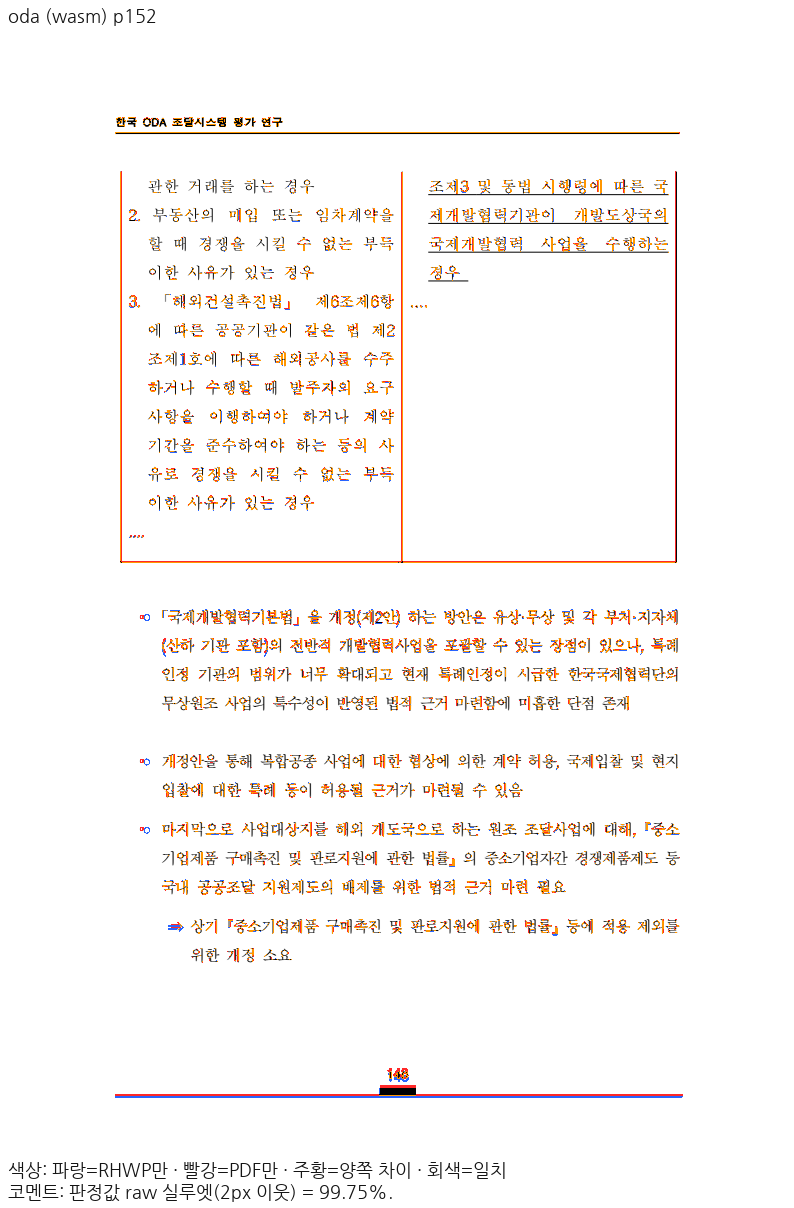 oda (wasm) p152
한국 ODA 조달시스템 평가 연구
관한 거래를 하는 경우
2. 부동산의 매입 또는 임차계약을
할 때 경쟁을 시킬 수 없는 부득
이한 사유가 있는 경우
3. 「해외건설촉진법」 제6조제6항
에 따른 공공기관이 같은 법 제2
조제1호에 따른 해외공사를 수주
하거나 수행할 때 발주자의 요구
사항을 이행하여야 하거나 계약
기간을 준수하여야 하는 등의 사
유로 경쟁을 시킬 수 없는 부득
이한 사유가 있는 경우
....
조제3 및 동법 시행령에 따른 국
제개발협력기관이 개발도상국의
국제개발협력 사업을 수행하는
경우
....
○ 「국제개발협력기본법」을 개정(제2안) 하는 방안은 유상·무상 및 각 부처·지자체
(산하 기관 포함)의 전반적 개발협력사업을 포괄할 수 있는 장점이 있으나, 특례
인정 기관의 범위가 너무 확대되고 현재 특례인정이 시급한 한국국제협력단의
무상원조 사업의 특수성이 반영된 법적 근거 마련함에 미흡한 단점 존재
○ 개정안을 통해 복합공종 사업에 대한 협상에 의한 계약 허용, 국제입찰 및 현지
입찰에 대한 특례 등이 허용될 근거가 마련될 수 있음
○ 마지막으로 사업대상지를 해외 개도국으로 하는 원조 조달사업에 대해, 『중소
기업제품 구매촉진 및 판로지원에 관한 법률』의 중소기업자간 경쟁제품제도 등
국내 공공조달 지원제도의 배제를 위한 법적 근거 마련 필요
➡ 상기 『중소기업제품 구매촉진 및 판로지원에 관한 법률』 등에 적용 제외를
위한 개정 소요
148
색상: 파랑=RHWP만 · 빨강=PDF만 · 주황=양쪽 차이 · 회색=일치
코멘트: 판정값 raw 실루엣(2px 이웃) = 99.75%.